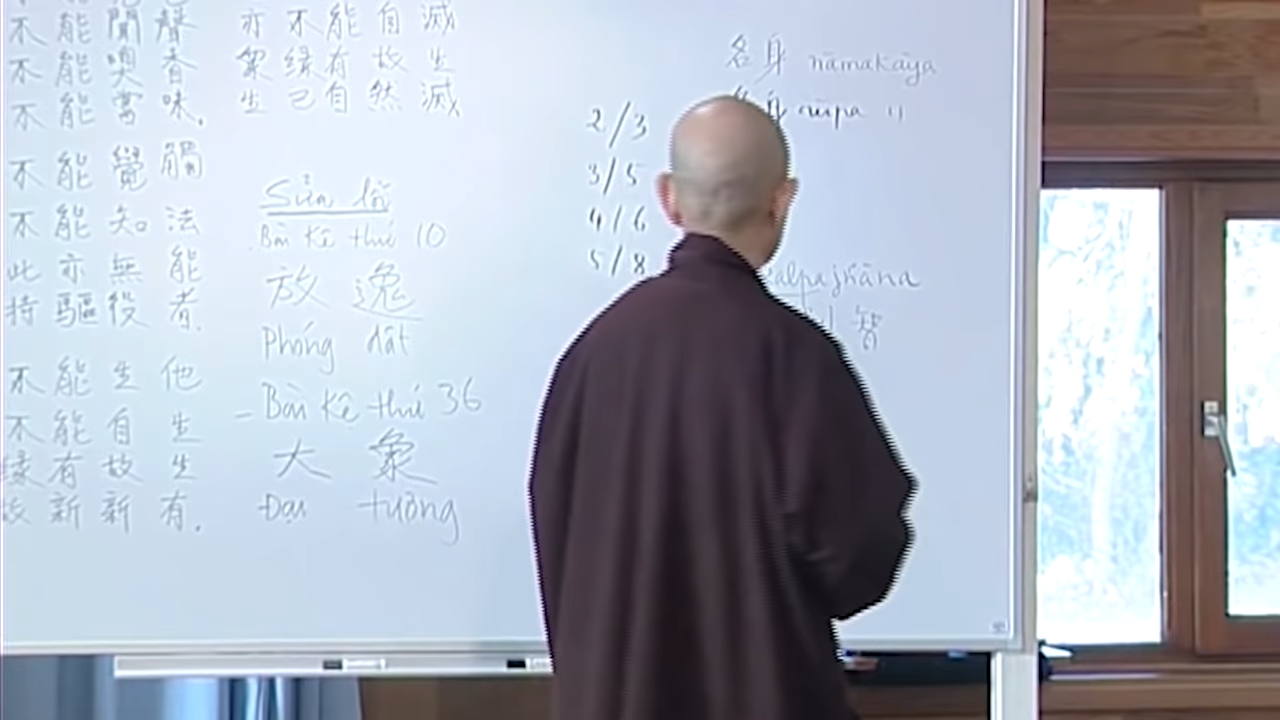 不能聞聲
不能嗅香
不能嘗味.
不能覺觸
不能知法
此亦無能
持驅役者.
不能生他
不能自生
緣有故生
故新新有.
亦不能自滅
眾緣有故生
生已自然滅
Sửa lỗi
Bài Kệ thứ 10
放逸
Phóng dật
- Bài Kệ thứ 36
大象
Đại tượng
2/3
3/5
4/6
5/8
名身 nāmakāya
身 rūpa "
alpajñāna
智